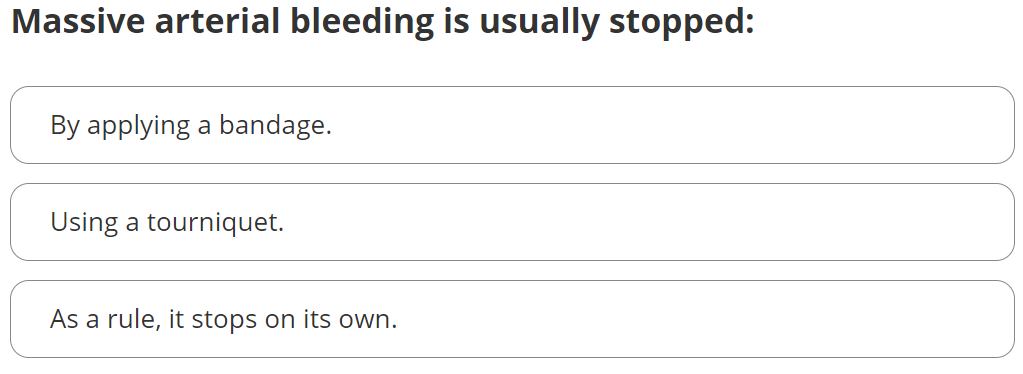 Massive arterial bleeding is usually stopped:
By applying a bandage.
Using a tourniquet.
As a rule, it stops on its own.